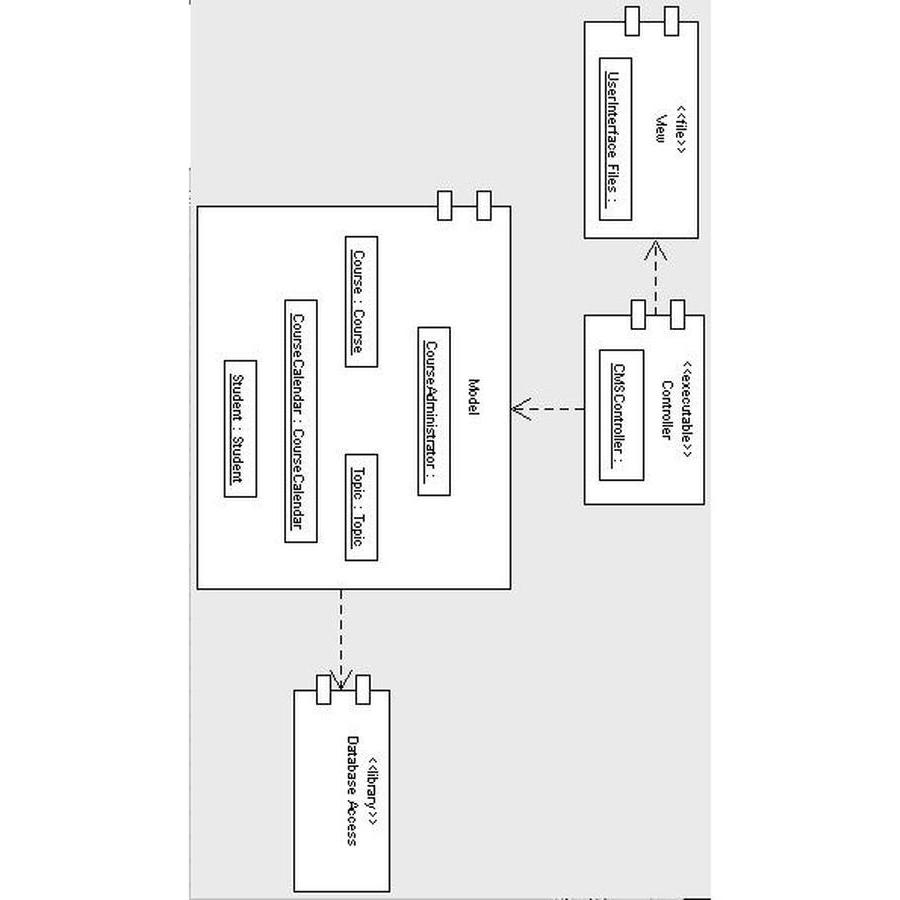 <<file>>
View
UserInterface Files :
<<executable>>
Controller
CMSController :
Model
CourseAdministrator :
Course : Course
Topic : Topic
CourseCalendar : CourseCalendar
Student : Student
<<library>>
Database Access